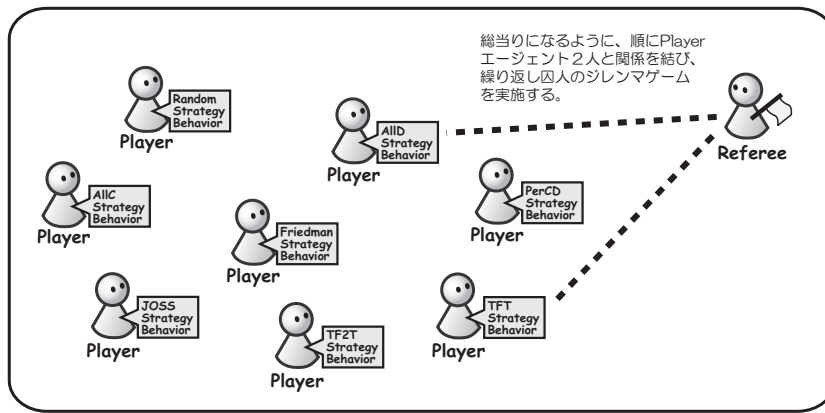 総当りになるように、順にPlayer
エージェント２人と関係を結び、
繰り返し囚人のジレンマゲーム
を実施する。
Random
Strategy
Behavior
Player
AllD
Strategy
Behavior
Player
Referee
AllC
Strategy
Behavior
Player
PerCD
Strategy
Behavior
Player
Friedman
Strategy
Behavior
Player
JOSS
Strategy
Behavior
Player
TF2T
Strategy
Behavior
Player
TFT
Strategy
Behavior
Player